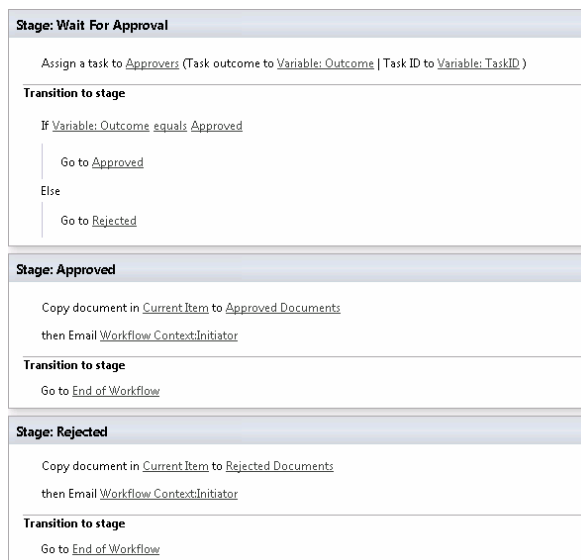 Stage: Wait For Approval
Assign a task to Approvers (Task outcome to Variable: Outcome | Task ID to Variable: TaskID )
Transition to stage
If Variable: Outcome equals Approved
Go to Approved
Else
Go to Rejected
Stage: Approved
Copy document in Current Item to Approved Documents
then Email Workflow Context:Initiator
Transition to stage
Go to End of Workflow
Stage: Rejected
Copy document in Current Item to Rejected Documents
then Email Workflow Context:Initiator
Transition to stage
Go to End of Workflow